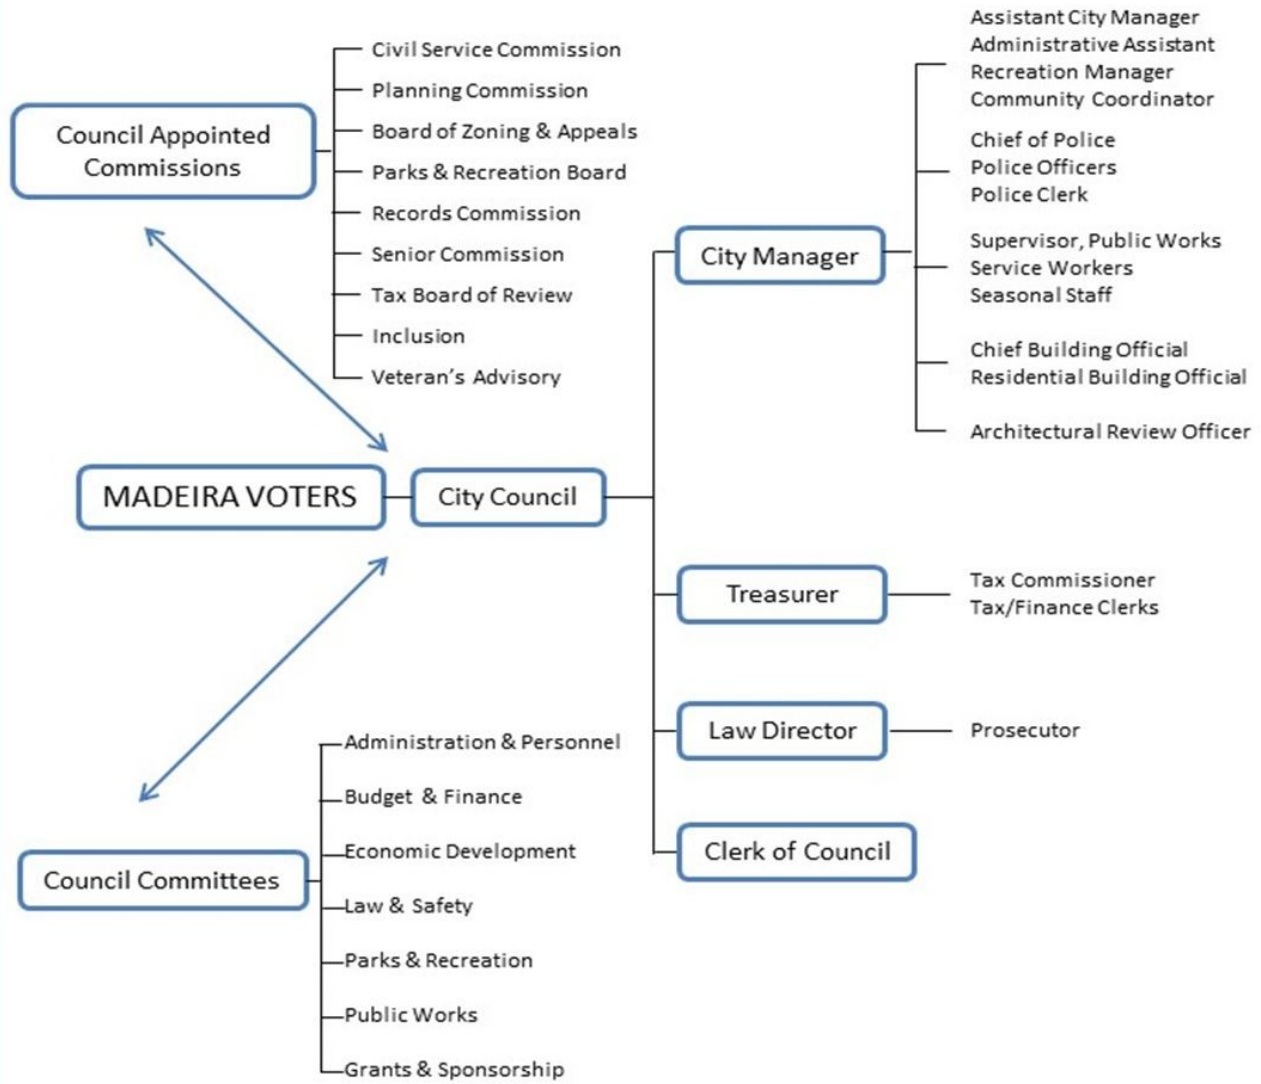 Council Appointed
Commissions
Civil Service Commission
Planning Commission
Board of Zoning & Appeals
Parks & Recreation Board
Records Commission
Senior Commission
Tax Board of Review
Inclusion
Veteran's Advisory
MADEIRA VOTERS
City Council
Council Committees
Administration & Personnel
Budget & Finance
Economic Development
Law & Safety
Parks & Recreation
Public Works
Grants & Sponsorship
City Manager
Assistant City Manager
Administrative Assistant
Recreation Manager
Community Coordinator
Chief of Police
Police Officers
Police Clerk
Supervisor, Public Works
Service Workers
Seasonal Staff
Chief Building Official
Residential Building Official
Architectural Review Officer
Treasurer
Tax Commissioner
Tax/Finance Clerks
Law Director
Prosecutor
Clerk of Council